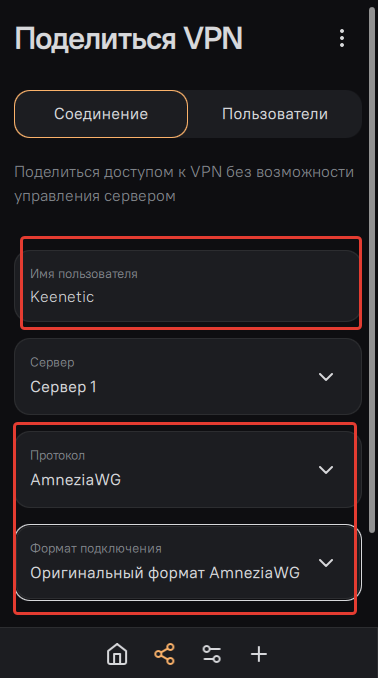 Поделиться VPN
Соединение
Пользователи
Поделиться доступом к VPN без возможности
управления сервером
Имя пользователя
Keenetic
Сервер
Сервер 1
Протокол
AmneziaWG
Формат подключения
Оригинальный формат AmneziaWG